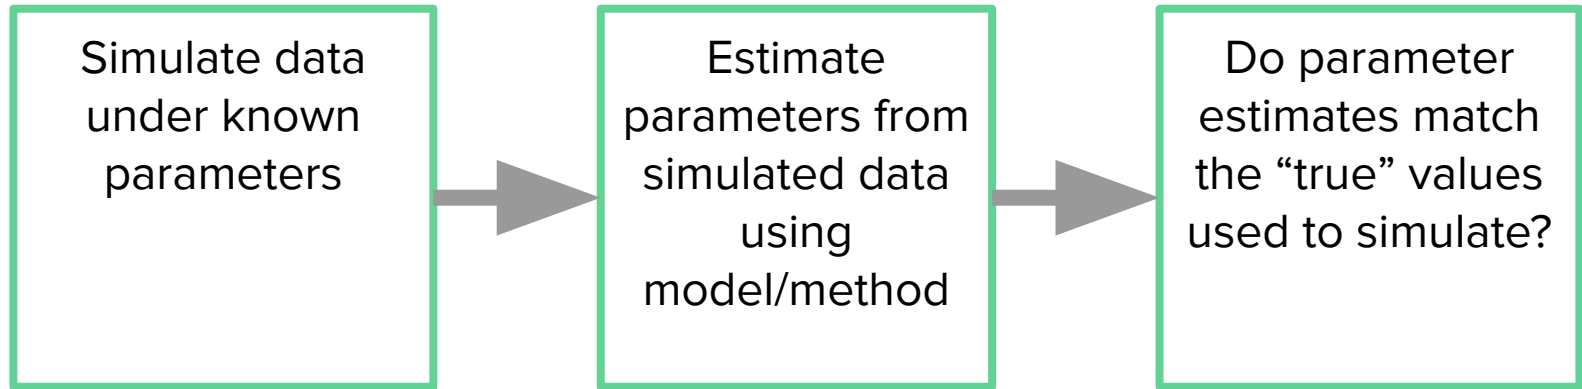 Simulate data
under known
parameters
Estimate
parameters from
simulated data
using
model/method
Do parameter
estimates match
the “true” values
used to simulate?